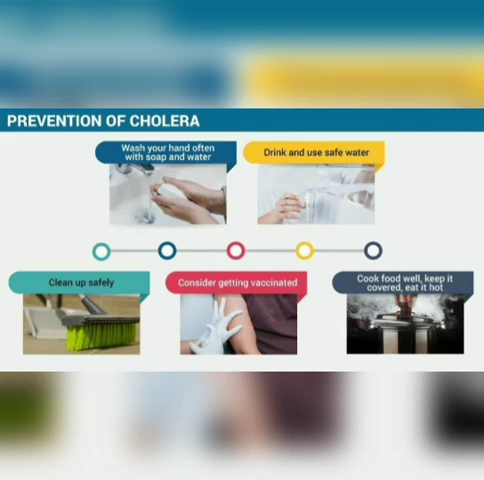 PREVENTION OF CHOLERA
Wash your hand often
with soap and water
Drink and use safe water
Clean up safely
Consider getting vaccinated
Cook food well, keep it
covered, eat it hot